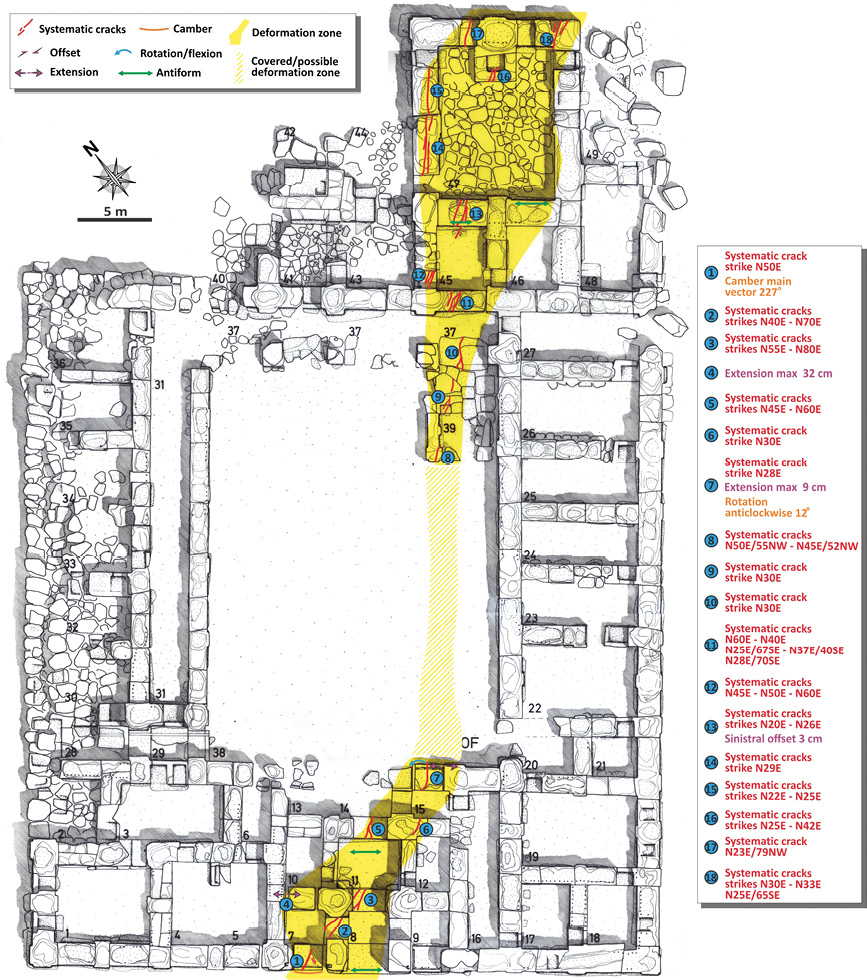 Systematic cracks
Camber
Deformation zone
Offset
Rotation/flexion
Covered/possible
deformation zone
Extension
Antiform
N
5 m
17
18
16
15
14
42
44
49
47
13
12
45
46
48
40
41
43
11
37
37
37
10
27
36
31
9
35
39
26
8
34
25
33
24
32
23
30
31
22
OF
28
29
38
20
21
7
13
14
15
5
6
3
6
19
10
11
12
4
3
2
1
4
5
7
8
9
16
17
18
1
1
Systematic crack
strike N50E
Camber main
vector 227°
2
Systematic cracks
strikes N40E - N70E
3
Systematic cracks
strikes N55E - N80E
4
Extension max 32 cm
5
Systematic cracks
strikes N45E - N60E
6
Systematic crack
strike N30E
7
Systematic crack
strike N28E
Extension max 9 cm
Rotation
anticlockwise 12°
8
Systematic cracks
N50E/55NW - N45E/52NW
9
Systematic crack
strike N30E
10
Systematic crack
strike N30E
11
Systematic cracks
N60E - N40E
N25E/67SE - N37E/40SE
N28E/70SE
12
Systematic cracks
N45E - N50E - N60E
13
Systematic cracks
strikes N20E - N26E
Sinistral offset 3 cm
14
Systematic cracks
strike N29E
15
Systematic cracks
strikes N22E - N25E
16
Systematic cracks
strikes N25E - N42E
17
Systematic crack
N23E/79NW
18
Systematic cracks
strikes N30E - N33E
N25E/65SE